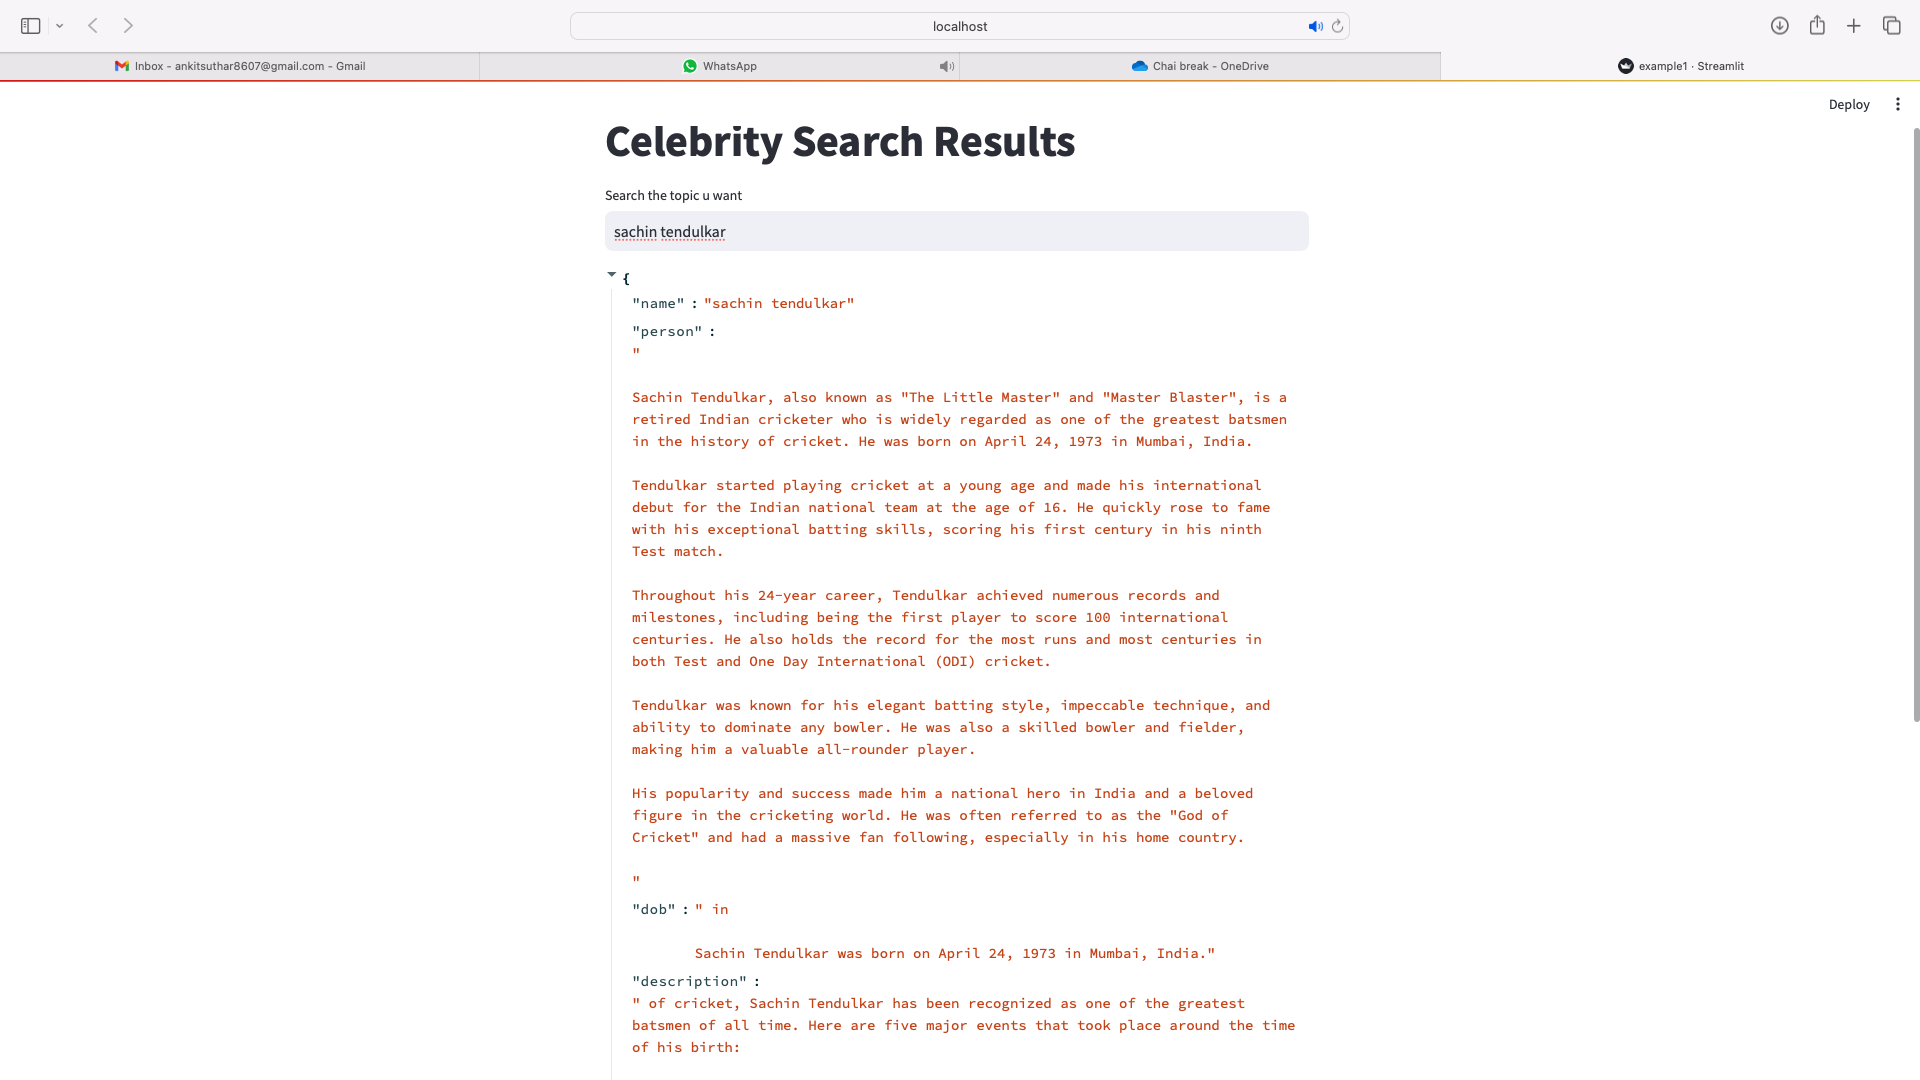 localhost
Inbox - ankitsuthar8607@gmail.com - Gmail
WhatsApp
Chai break - OneDrive
example1 · Streamlit
Deploy
Celebrity Search Results
Search the topic u want
sachin tendulkar
{
"name" : "sachin tendulkar"
"person" :
"
Sachin Tendulkar, also known as "The Little Master" and "Master Blaster", is a
retired Indian cricketer who is widely regarded as one of the greatest batsmen
in the history of cricket. He was born on April 24, 1973 in Mumbai, India.
Tendulkar started playing cricket at a young age and made his international
debut for the Indian national team at the age of 16. He quickly rose to fame
with his exceptional batting skills, scoring his first century in his ninth
Test match.
Throughout his 24-year career, Tendulkar achieved numerous records and
milestones, including being the first player to score 100 international
centuries. He also holds the record for the most runs and most centuries in
both Test and One Day International (ODI) cricket.
Tendulkar was known for his elegant batting style, impeccable technique, and
ability to dominate any bowler. He was also a skilled bowler and fielder,
making him a valuable all-rounder player.
His popularity and success made him a national hero in India and a beloved
figure in the cricketing world. He was often referred to as the "God of
Cricket" and had a massive fan following, especially in his home country.
"
"dob" : " in
Sachin Tendulkar was born on April 24, 1973 in Mumbai, India."
"description" :
" of cricket, Sachin Tendulkar has been recognized as one of the greatest
batsmen of all time. Here are five major events that took place around the time
of his birth: